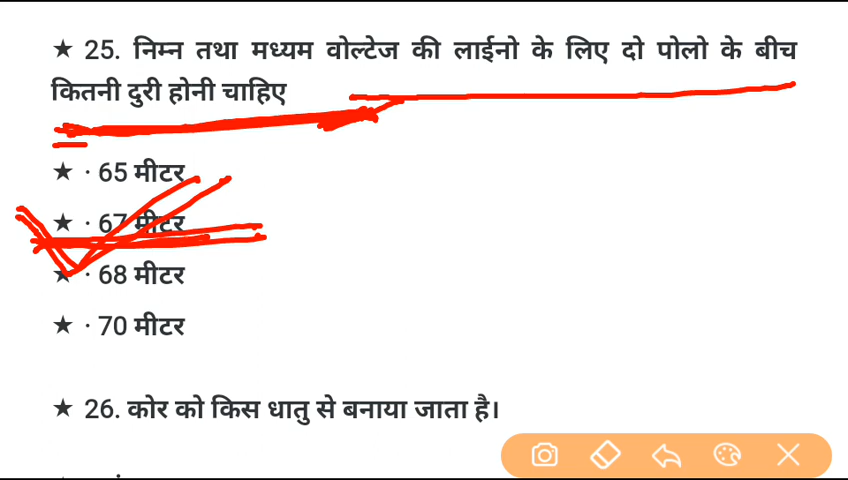 ★ 25. निम्न तथा मध्यम वोल्टेज की लाईनो के लिए दो पोलो के बीच
कितनी दुरी होनी चाहिए
★ · 65 मीटर
★ · 67 मीटर
★ · 68 मीटर
★ · 70 मीटर
★ 26. कोर को किस धातु से बनाया जाता है।